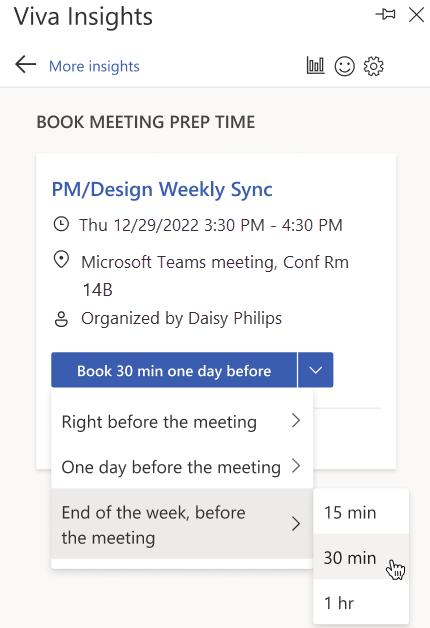 Viva Insights
More insights
BOOK MEETING PREP TIME
PM/Design Weekly Sync
Thu 12/29/2022 3:30 PM - 4:30 PM
Microsoft Teams meeting, Conf Rm
14B
Organized by Daisy Philips
Book 30 min one day before
Right before the meeting
One day before the meeting
End of the week, before
the meeting
15 min
30 min
1 hr